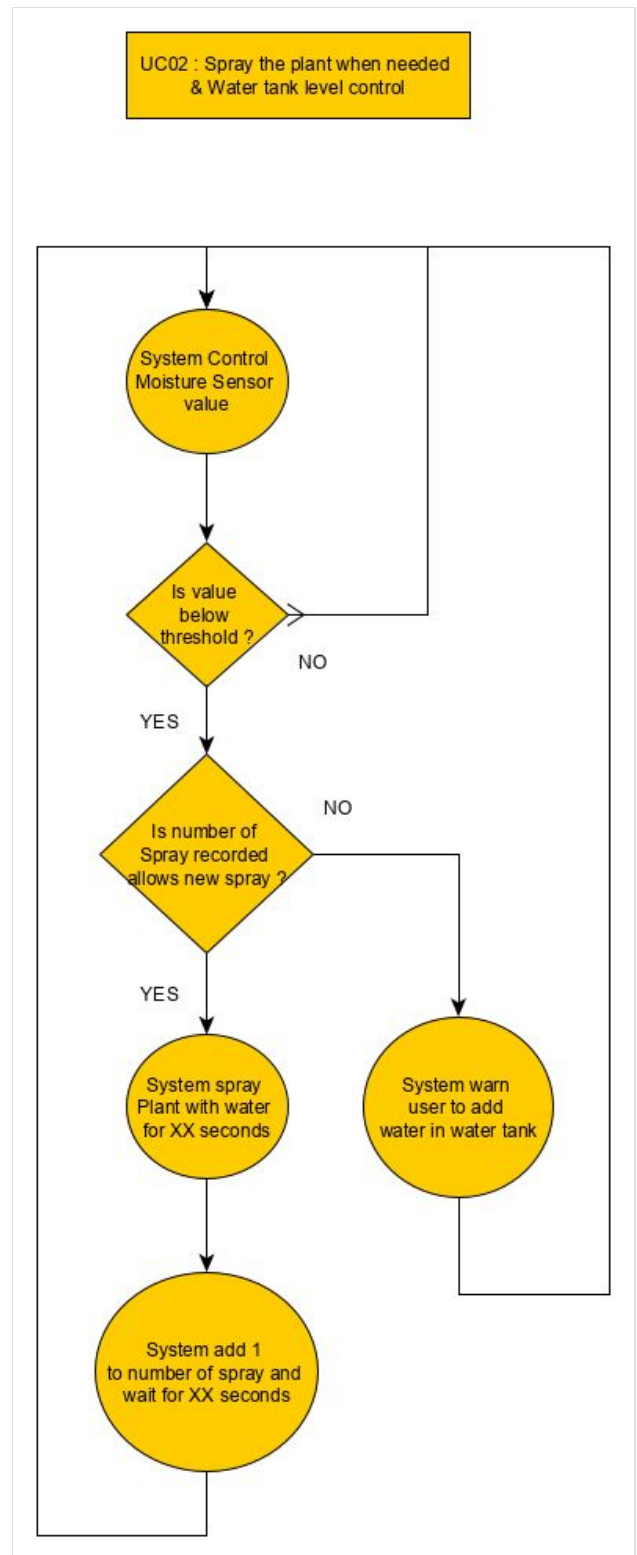 UC02 : Spray the plant when needed
& Water tank level control
System Control
Moisture Sensor
value
Is value
below
threshold ?
NO
YES
NO
Is number of
Spray recorded
allows new spray ?
YES
System spray
Plant with water
for XX seconds
System warn
user to add
water in water tank
System add 1
to number of spray and
wait for XX seconds